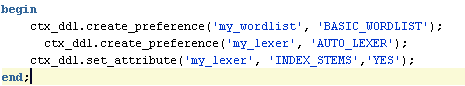 begin
ctx_ddl.create_preference('my_wordlist', 'BASIC_WORDLIST');
ctx_ddl.create_preference('my_lexer', 'AUTO_LEXER');
ctx_ddl.set_attribute('my_lexer', 'INDEX_STEMS','YES');
end;